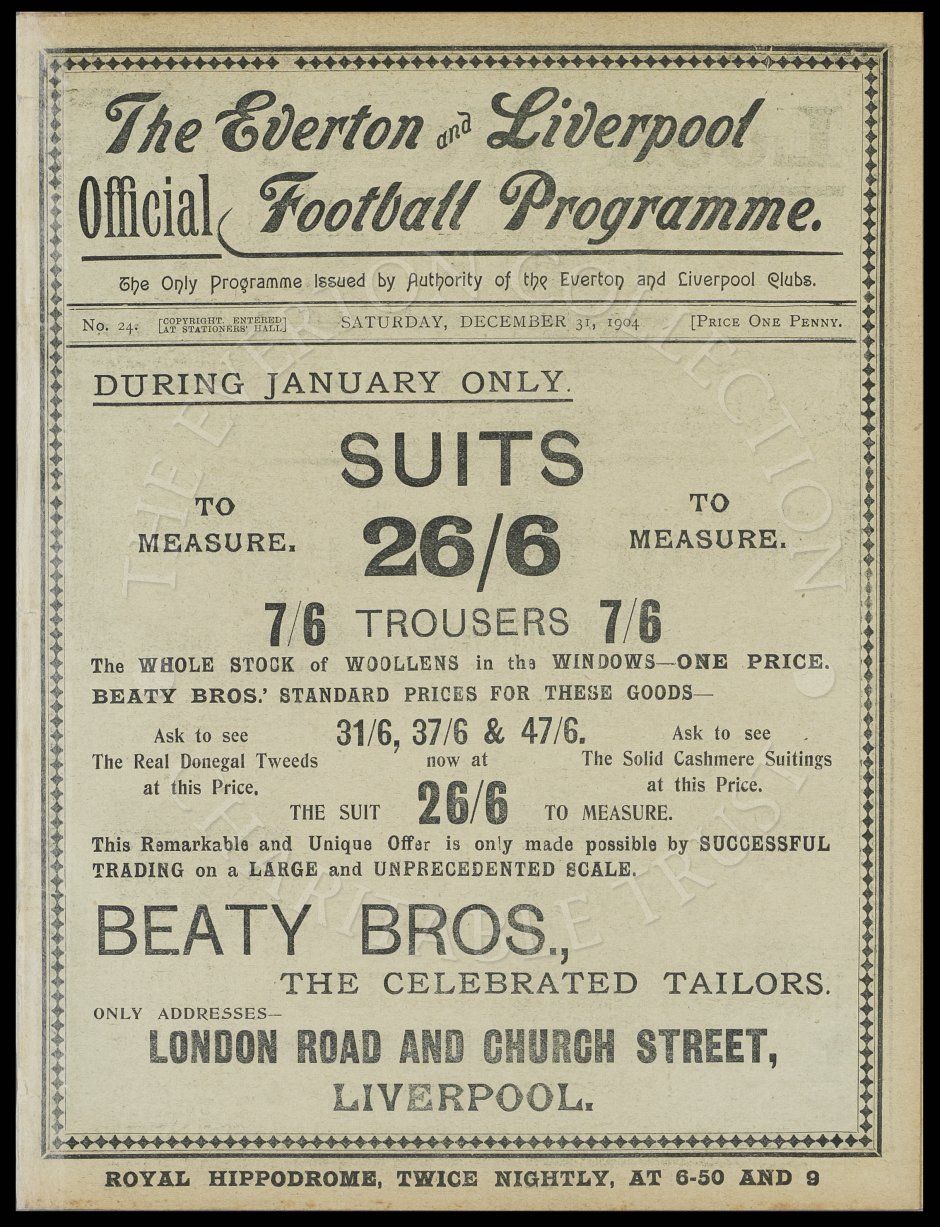 The Everton and Liverpool
Official Football Programme.
The Only Programme Issued by Authority of the Everton and Liverpool Clubs.
No. 24. [COPYRIGHT. ENTERED AT STATIONERS' HALL] SATURDAY, DECEMBER 31, 1904 [PRICE ONE PENNY.
DURING JANUARY ONLY.
SUITS
TO MEASURE. 26/6 TO MEASURE.
7/6 TROUSERS 7/6
The WHOLE STOCK of WOOLLENS in the WINDOWS—ONE PRICE.
BEATY BROS.' STANDARD PRICES FOR THESE GOODS—
31/6, 37/6 & 47/6.
Ask to see
The Real Donegal Tweeds
at this Price.
now at
Ask to see
The Solid Cashmere Suitings
at this Price.
THE SUIT 26/6 TO MEASURE.
This Remarkable and Unique Offer is only made possible by SUCCESSFUL
TRADING on a LARGE and UNPRECEDENTED SCALE.
BEATY BROS.,
THE CELEBRATED TAILORS.
ONLY ADDRESSES—
LONDON ROAD AND CHURCH STREET,
LIVERPOOL.
ROYAL HIPPODROME, TWICE NIGHTLY, AT 6-50 AND 9
THE EVERTON COLLECTION
CHARITABLE TRUST